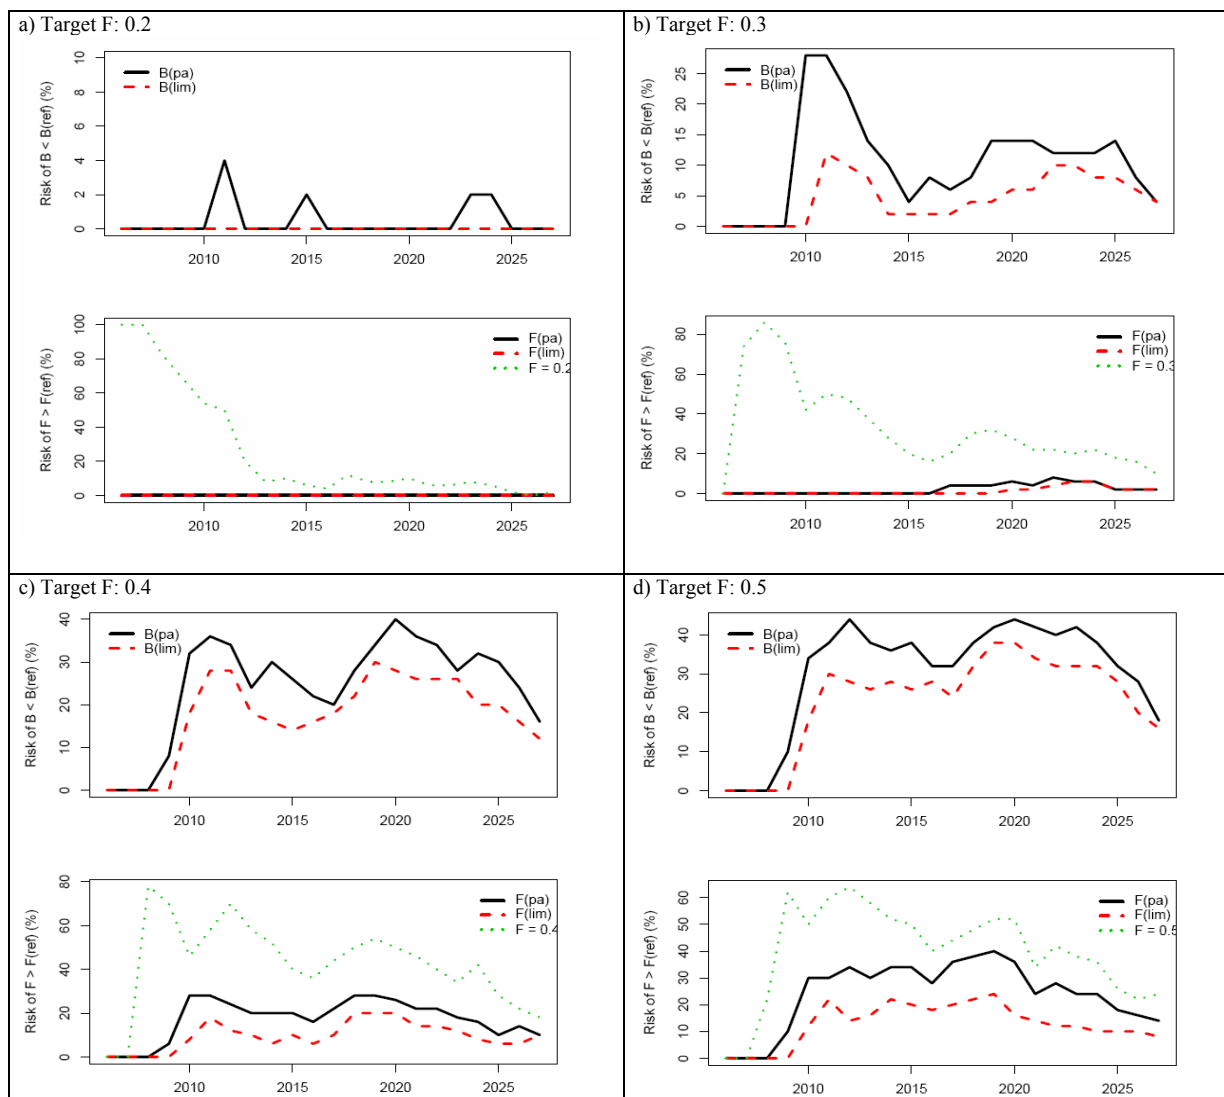 a) Target F: 0.2
Risk of B < B(ref) (%)
10
8
6
4
2
0
B(pa)
B(lim)
2010 2015 2020 2025
Risk of F > F(ref) (%)
100
80
60
40
20
0
F(pa)
F(lim)
F = 0.2
2010 2015 2020 2025
b) Target F: 0.3
Risk of B < B(ref) (%)
25
20
15
10
5
0
B(pa)
B(lim)
2010 2015 2020 2025
Risk of F > F(ref) (%)
80
60
40
20
0
F(pa)
F(lim)
F = 0.3
2010 2015 2020 2025
c) Target F: 0.4
Risk of B < B(ref) (%)
40
30
20
10
0
B(pa)
B(lim)
2010 2015 2020 2025
Risk of F > F(ref) (%)
80
60
40
20
0
F(pa)
F(lim)
F = 0.4
2010 2015 2020 2025
d) Target F: 0.5
Risk of B < B(ref) (%)
40
30
20
10
0
B(pa)
B(lim)
2010 2015 2020 2025
Risk of F > F(ref) (%)
60
50
40
30
20
10
0
F(pa)
F(lim)
F = 0.5
2010 2015 2020 2025